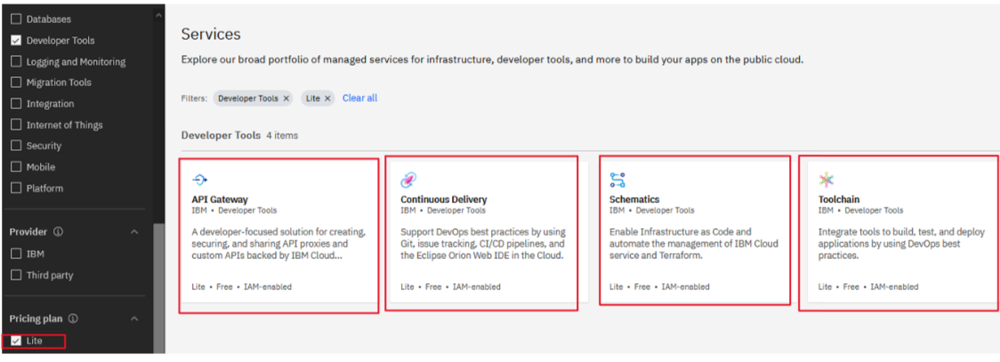 Databases
Developer Tools
Logging and Monitoring
Migration Tools
Integration
Internet of Things
Security
Mobile
Platform
Provider
IBM
Third party
Pricing plan
Lite
Services
Explore our broad portfolio of managed services for infrastructure, developer tools, and more to build your apps on the public cloud.
Filters: Developer Tools × Lite × Clear all
Developer Tools 4 items
API Gateway
IBM • Developer Tools
A developer-focused solution for creating,
securing, and sharing API proxies and
custom APIs backed by IBM Cloud...
Lite • Free • IAM-enabled
Continuous Delivery
IBM • Developer Tools
Support DevOps best practices by using
Git, issue tracking, CI/CD pipelines, and
the Eclipse Orion Web IDE in the Cloud.
Lite • Free • IAM-enabled
Schematics
IBM • Developer Tools
Enable Infrastructure as Code and
automate the management of IBM Cloud
service and Terraform.
Lite • Free • IAM-enabled
Toolchain
IBM • Developer Tools
Integrate tools to build, test, and deploy
applications by using DevOps best
practices.
Lite • Free • IAM-enabled